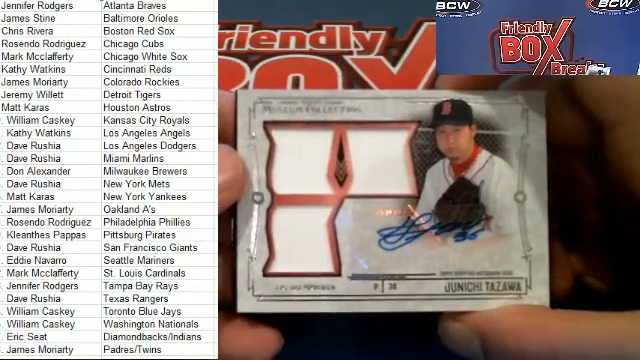 Jennifer Rodgers Atlanta Braves
James Stine Baltimore Orioles
Chris Rivera Boston Red Sox
Rosendo Rodriguez Chicago Cubs
Mark Mcclafferty Chicago White Sox
Kathy Watkins Cincinnati Reds
James Moriarty Colorado Rockies
Jeremy Willett Detroit Tigers
Matt Karas Houston Astros
William Caskey Kansas City Royals
Kathy Watkins Los Angeles Angels
Dave Rushia Los Angeles Dodgers
Dave Rushia Miami Marlins
Don Alexander Milwaukee Brewers
Dave Rushia New York Mets
Matt Karas New York Yankees
James Moriarty Oakland A's
Rosendo Rodriguez Philadelphia Phillies
Kleanthes Pappas Pittsburg Pirates
Dave Rushia San Francisco Giants
Eddie Navarro Seattle Mariners
Mark Mcclafferty St. Louis Cardinals
Jennifer Rodgers Tampa Bay Rays
Dave Rushia Texas Rangers
William Caskey Toronto Blue Jays
William Caskey Washington Nationals
Eric Seat Diamondbacks/Indians
James Moriarty Padres/Twins
BCW
BCW
Friendly
BOX
Breaks
Friendly
BOX
Museum Collection
JUNICHI TAZAWA